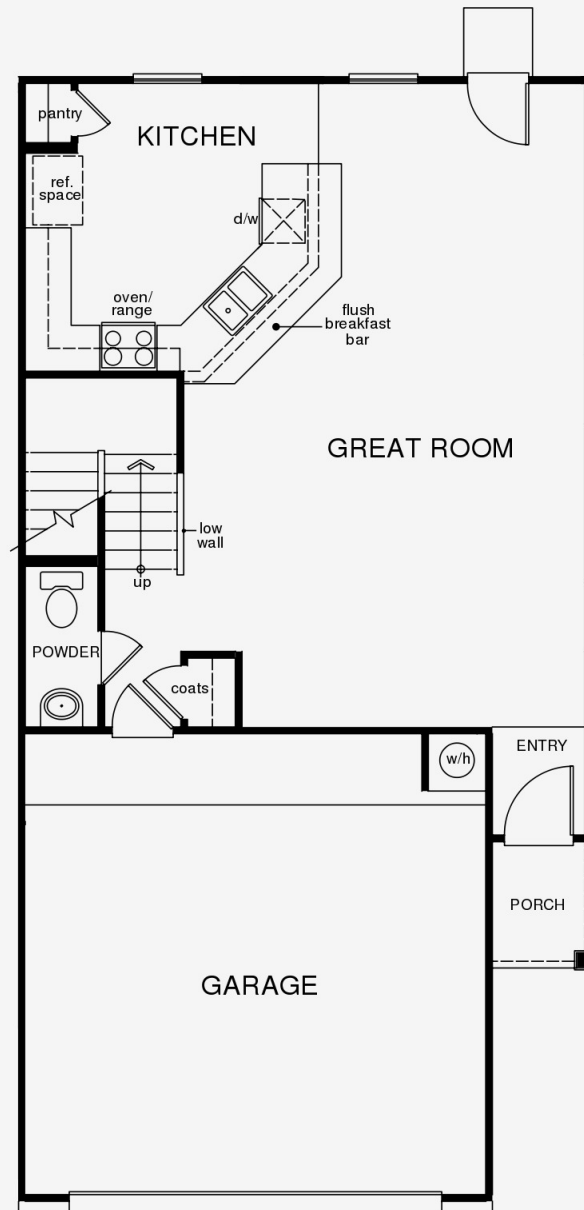 pantry
KITCHEN
ref.
space
d/w
oven/
range
flush
breakfast
bar
GREAT ROOM
low
wall
up
POWDER
coats
ENTRY
w/h
PORCH
GARAGE